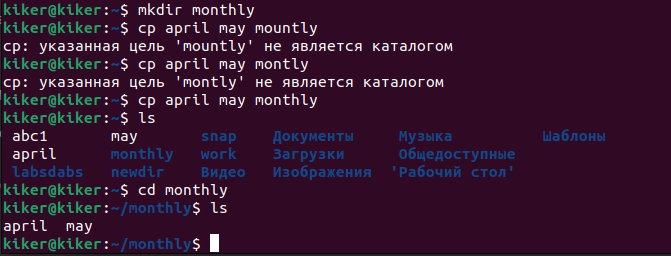 kiker@kiker:~$ mkdir monthly
kiker@kiker:~$ cp april may mountly
cp: указанная цель 'mountly' не является каталогом
kiker@kiker:~$ cp april may montly
cp: указанная цель 'montly' не является каталогом
kiker@kiker:~$ cp april may monthly
kiker@kiker:~$ ls
abc1 may snap Документы Музыка Шаблоны
april monthly work Загрузки Общедоступные
labsdabs newdir Видео Изображения 'Рабочий стол'
kiker@kiker:~$ cd monthly
kiker@kiker:~/monthly$ ls
april may
kiker@kiker:~/monthly$